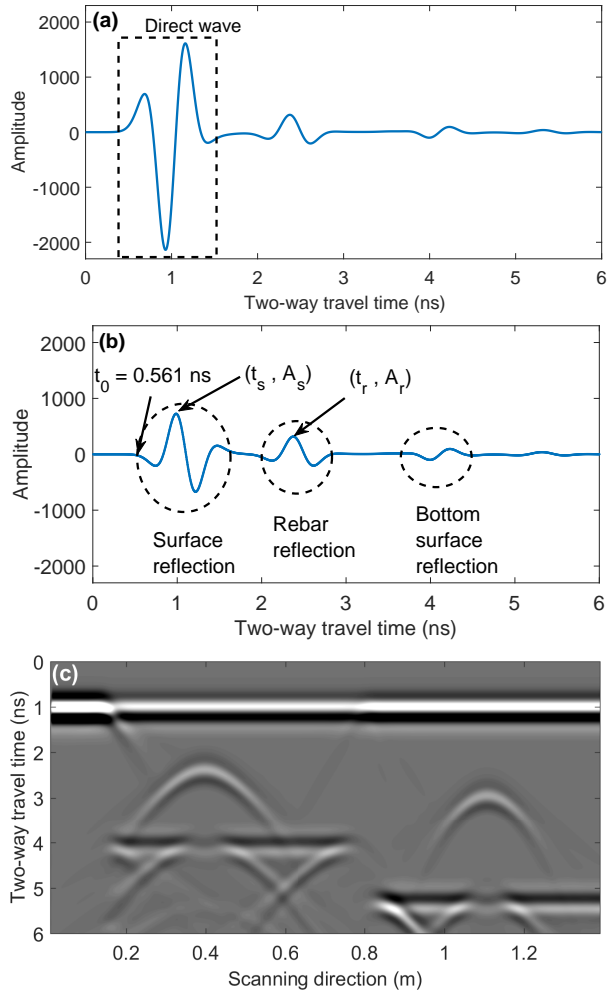 (a)
Direct wave
2000
1000
0
-1000
-2000
Amplitude
0 1 2 3 4 5 6
Two-way travel time (ns)
(b)
t0 = 0.561 ns
(ts , As)
(tr , Ar)
2000
1000
0
-1000
-2000
Amplitude
Surface
reflection
Rebar
reflection
Bottom
surface
reflection
0 1 2 3 4 5 6
Two-way travel time (ns)
(c)
0
1
2
3
4
5
6
Two-way travel time (ns)
0.2 0.4 0.6 0.8 1 1.2
Scanning direction (m)